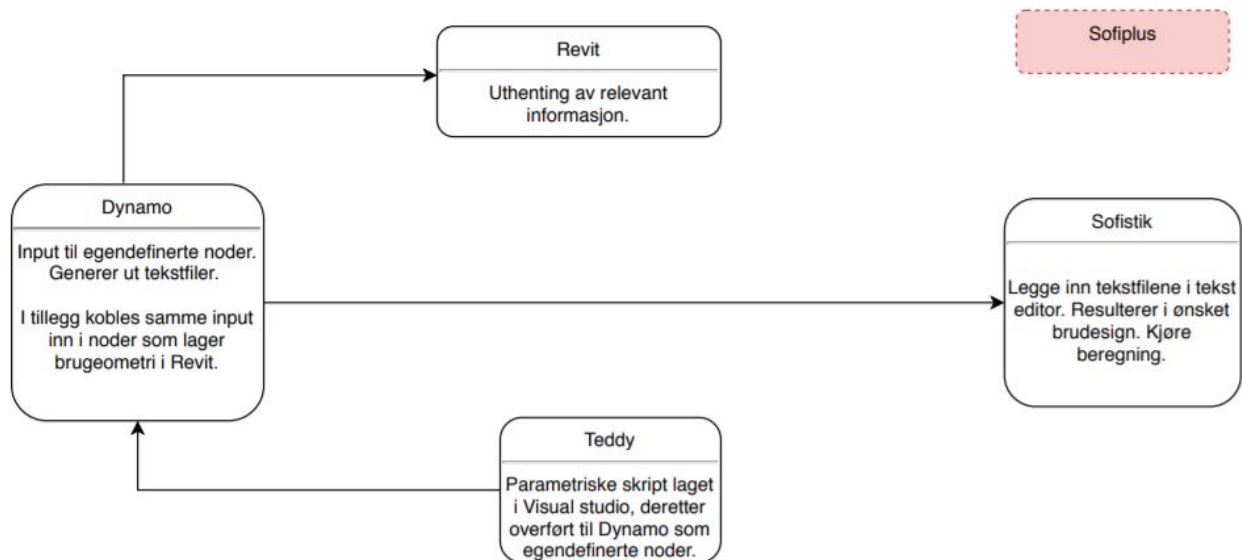 Revit
Uthenting av relevant
informasjon.
Sofiplus
Dynamo
Input til egendefinerte noder.
Generer ut tekstfiler.
I tillegg kobles samme input
inn i noder som lager
brugeometri i Revit.
Sofistik
Legge inn tekstfilene i tekst
editor. Resulterer i ønsket
brudesign. Kjøre
beregning.
Teddy
Parametriske skript laget
i Visual studio, deretter
overført til Dynamo som
egendefinerte noder.